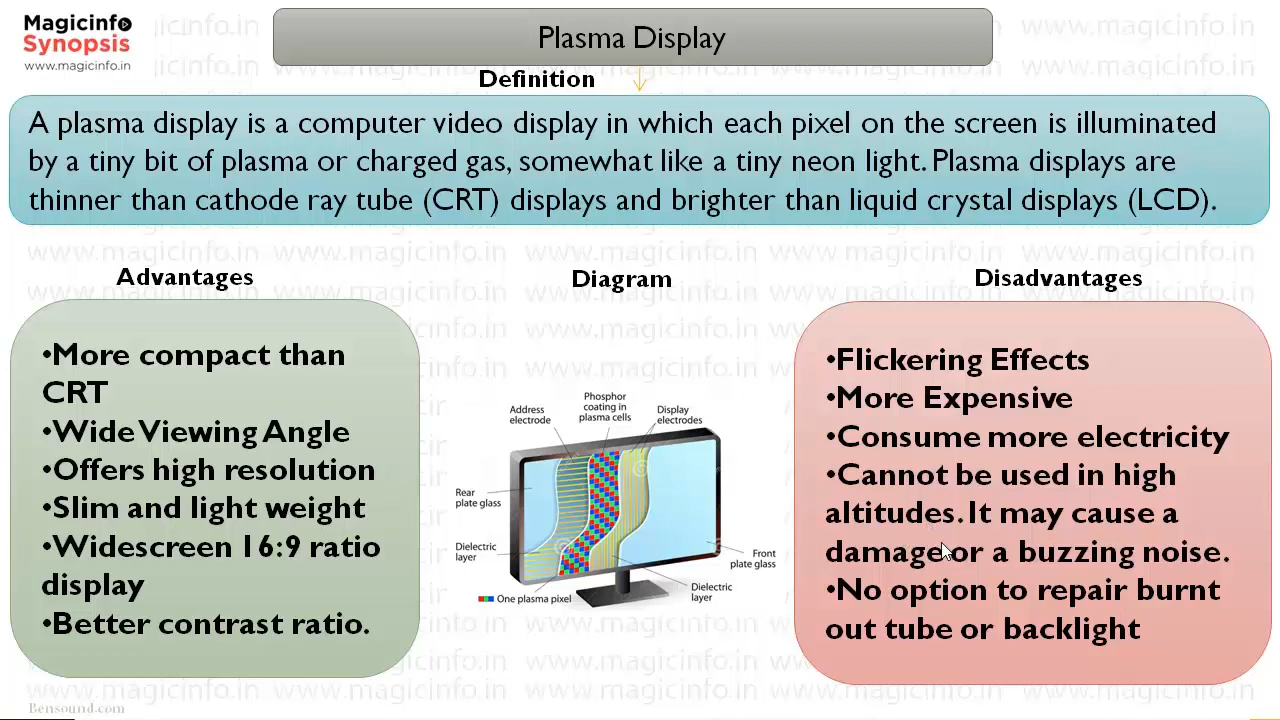 Magicinfo
Synopsis
www.magicinfo.in
Plasma Display
Definition
A plasma display is a computer video display in which each pixel on the screen is illuminated
by a tiny bit of plasma or charged gas, somewhat like a tiny neon light. Plasma displays are
thinner than cathode ray tube (CRT) displays and brighter than liquid crystal displays (LCD).
Advantages
•More compact than
CRT
•Wide Viewing Angle
•Offers high resolution
•Slim and light weight
•Widescreen 16:9 ratio
display
•Better contrast ratio.
Diagram
Address
electrode
Phosphor
coating in
plasma cells
Display
electrodes
Rear
plate glass
Dielectric
layer
Front
plate glass
Dielectric
layer
One plasma pixel
Disadvantages
•Flickering Effects
•More Expensive
•Consume more electricity
•Cannot be used in high
altitudes. It may cause a
damage or a buzzing noise.
•No option to repair burnt
out tube or backlight
Bensound.com
www.magicinfo.in